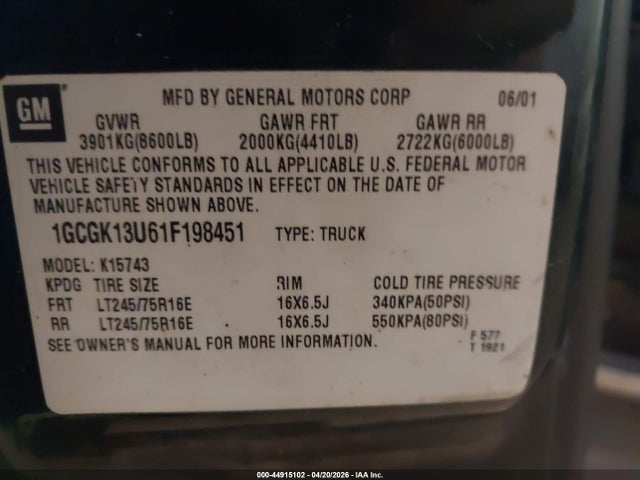 GM
MFD BY GENERAL MOTORS CORP 06/01
GVWR GAWR FRT GAWR RR
3901KG(8600LB) 2000KG(4410LB) 2722KG(6000LB)
THIS VEHICLE CONFORMS TO ALL APPLICABLE U.S. FEDERAL MOTOR
VEHICLE SAFETY STANDARDS IN EFFECT ON THE DATE OF
MANUFACTURE SHOWN ABOVE.
1GCGK13U61F198451 TYPE: TRUCK
MODEL: K15743
KPDG TIRE SIZE RIM COLD TIRE PRESSURE
FRT LT245/75R16E 16X6.5J 340KPA(50PSI)
RR LT245/75R16E 16X6.5J 550KPA(80PSI)
SEE OWNER'S MANUAL FOR MORE INFORMATION.
F 577
T 1921
000-44915102 - 04/20/2026 - IAA Inc.